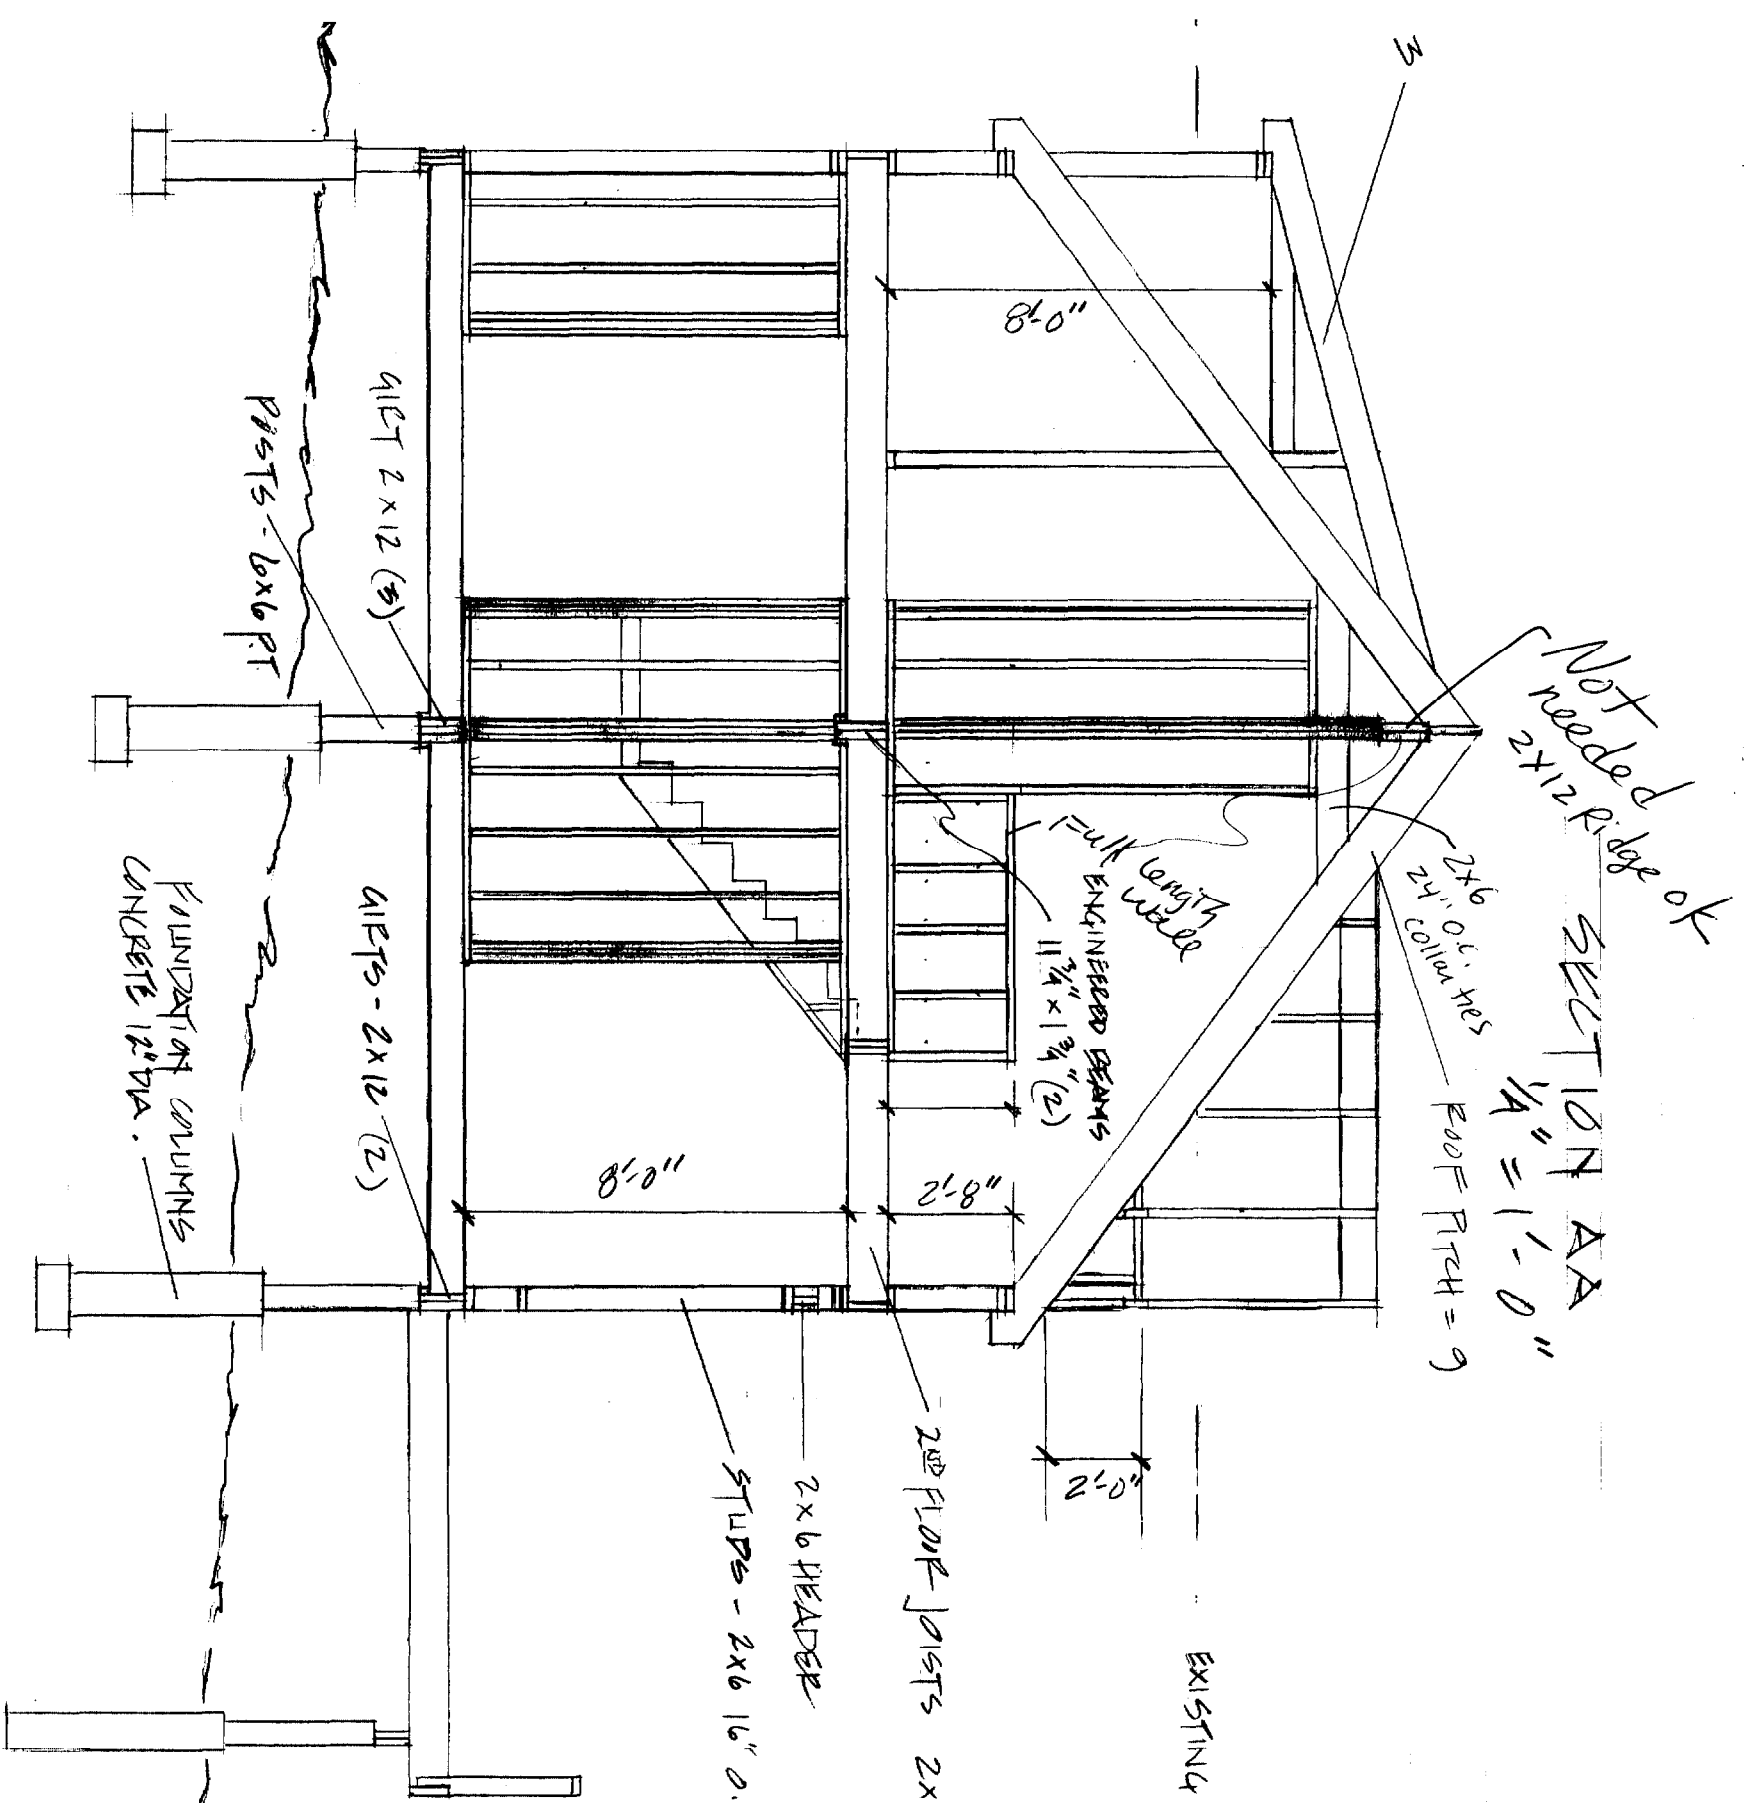 3
Not
needed
2x12 Ridge ok
SECTION AA
1/4" = 1'-0"
2x6
24" O.C.
collar ties
ROOF PITCH = 9
8'-0"
Full length
wall
ENGINEERED BEAMS
11 3/4" x 1 3/4" (2)
2'-8"
8'-0"
2'-0"
EXISTING
2ND FLOOR JOISTS 2x
2x6 HEADER
STUDS - 2x6 16" O.
GIRT 2x12 (3)
POSTS - 6x6 P.T.
GIRTS - 2x12 (2)
FOUNDATION COLUMNS
CONCRETE 12" DIA.